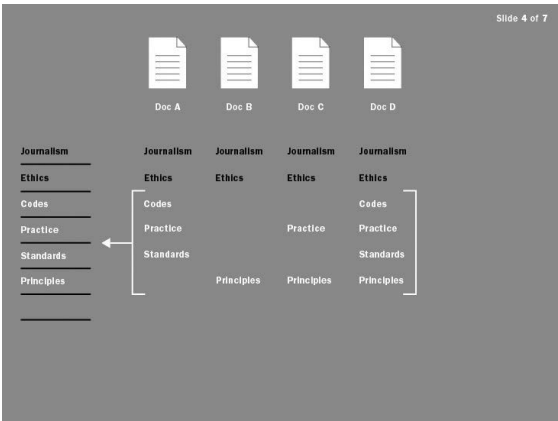 Slide 4 of 7
Doc A Doc B Doc C Doc D
Journalism Journalism Journalism Journalism Journalism
Ethics Ethics Ethics Ethics Ethics
Codes Codes Codes
Practice Practice Practice Practice
Standards Standards Standards
Principles Principles Principles Principles